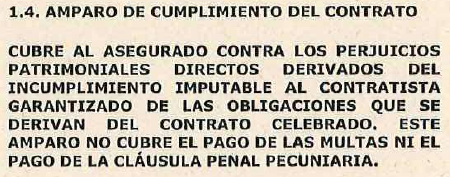 1.4. AMPARO DE CUMPLIMIENTO DEL CONTRATO
CUBRE AL ASEGURADO CONTRA LOS PERJUICIOS
PATRIMONIALES DIRECTOS DERIVADOS DEL
INCUMPLIMIENTO IMPUTABLE AL CONTRATISTA
GARANTIZADO DE LAS OBLIGACIONES QUE SE
DERIVAN DEL CONTRATO CELEBRADO. ESTE
AMPARO NO CUBRE EL PAGO DE LAS MULTAS NI EL
PAGO DE LA CLÁUSULA PENAL PECUNIARIA.